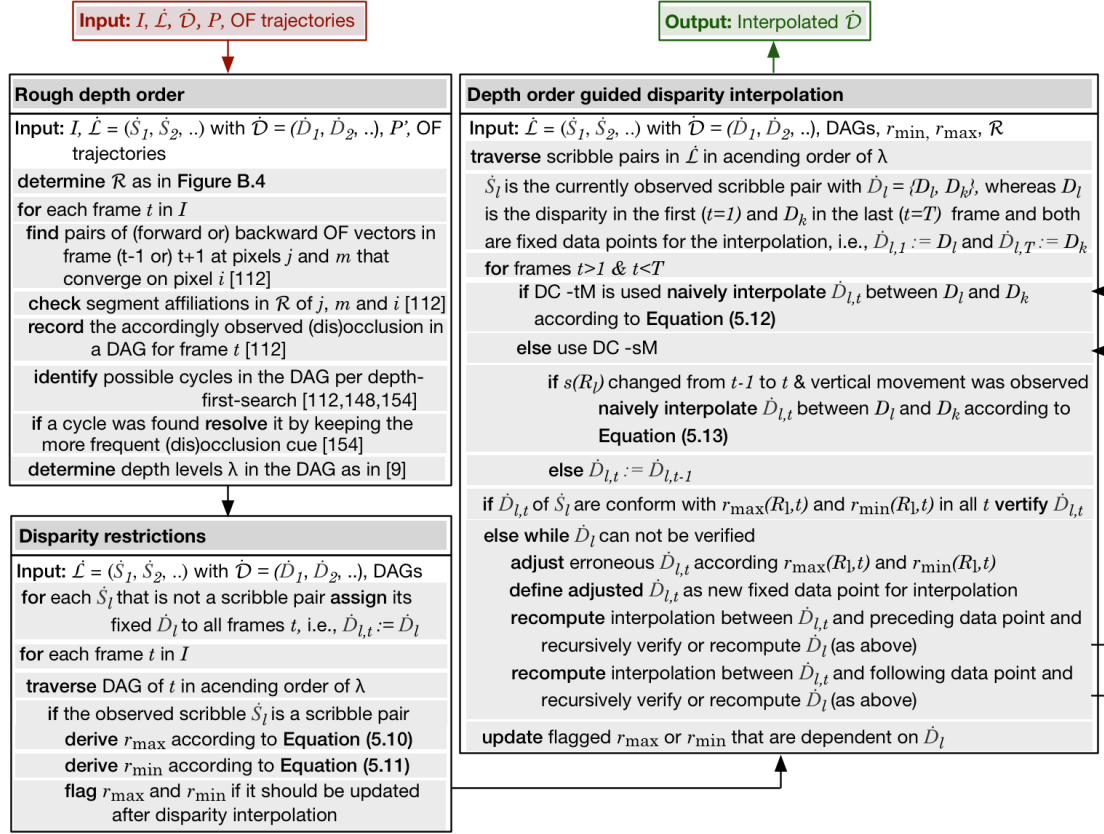 Input: I, L̇, Ḋ, P, OF trajectories
Rough depth order
Input: I, L̇ = (Ṡ1, Ṡ2, ..) with Ḋ = (Ḋ1, Ḋ2, ..), P', OF
trajectories
determine R as in Figure B.4
for each frame t in I
find pairs of (forward or) backward OF vectors in
frame (t-1 or) t+1 at pixels j and m that
converge on pixel i [112]
check segment affiliations in R of j, m and i [112]
record the accordingly observed (dis)occlusion in
a DAG for frame t [112]
identify possible cycles in the DAG per depth-
first-search [112,148,154]
if a cycle was found resolve it by keeping the
more frequent (dis)occlusion cue [154]
determine depth levels λ in the DAG as in [9]
Disparity restrictions
Input: L̇ = (Ṡ1, Ṡ2, ..) with Ḋ = (Ḋ1, Ḋ2, ..), DAGs
for each Ṡl that is not a scribble pair assign its
fixed Ḋl to all frames t, i.e., Ḋl,t := Ḋl
for each frame t in I
traverse DAG of t in acending order of λ
if the observed scribble Ṡl is a scribble pair
derive rmax according to Equation (5.10)
derive rmin according to Equation (5.11)
flag rmax and rmin if it should be updated
after disparity interpolation
Output: Interpolated Ḋ
Depth order guided disparity interpolation
Input: L̇ = (Ṡ1, Ṡ2, ..) with Ḋ = (Ḋ1, Ḋ2, ..), DAGs, rmin, rmax, R
traverse scribble pairs in L̇ in acending order of λ
Ṡl is the currently observed scribble pair with Ḋl = {Dl, Dk}, whereas Dl
is the disparity in the first (t=1) and Dk in the last (t=T) frame and both
are fixed data points for the interpolation, i.e., Ḋl,1 := Dl and Ḋl,T := Dk
for frames t>1 & t<T
if DC -tM is used naively interpolate Ḋl,t between Dl and Dk
according to Equation (5.12)
else use DC -sM
if s(Rl) changed from t-1 to t & vertical movement was observed
naively interpolate Ḋl,t between Dl and Dk according to
Equation (5.13)
else Ḋl,t := Ḋl,t-1
if Ḋl,t of Ṡl are conform with rmax(Rl,t) and rmin(Rl,t) in all t vertify Ḋl,t
else while Ḋl can not be verified
adjust erroneous Ḋl,t according rmax(Rl,t) and rmin(Rl,t)
define adjusted Ḋl,t as new fixed data point for interpolation
recompute interpolation between Ḋl,t and preceding data point and
recursively verify or recompute Ḋl (as above)
recompute interpolation between Ḋl,t and following data point and
recursively verify or recompute Ḋl (as above)
update flagged rmax or rmin that are dependent on Ḋl